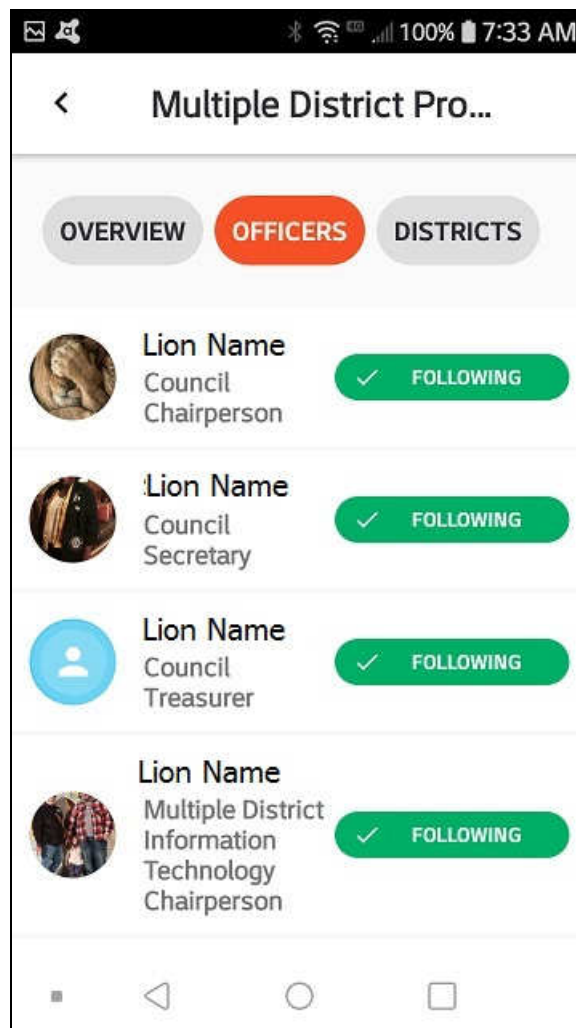 100% 7:33 AM
Multiple District Pro...
OVERVIEW OFFICERS DISTRICTS
Lion Name
Council
Chairperson
FOLLOWING
Lion Name
Council
Secretary
FOLLOWING
Lion Name
Council
Treasurer
FOLLOWING
Lion Name
Multiple District
Information
Technology
Chairperson
FOLLOWING